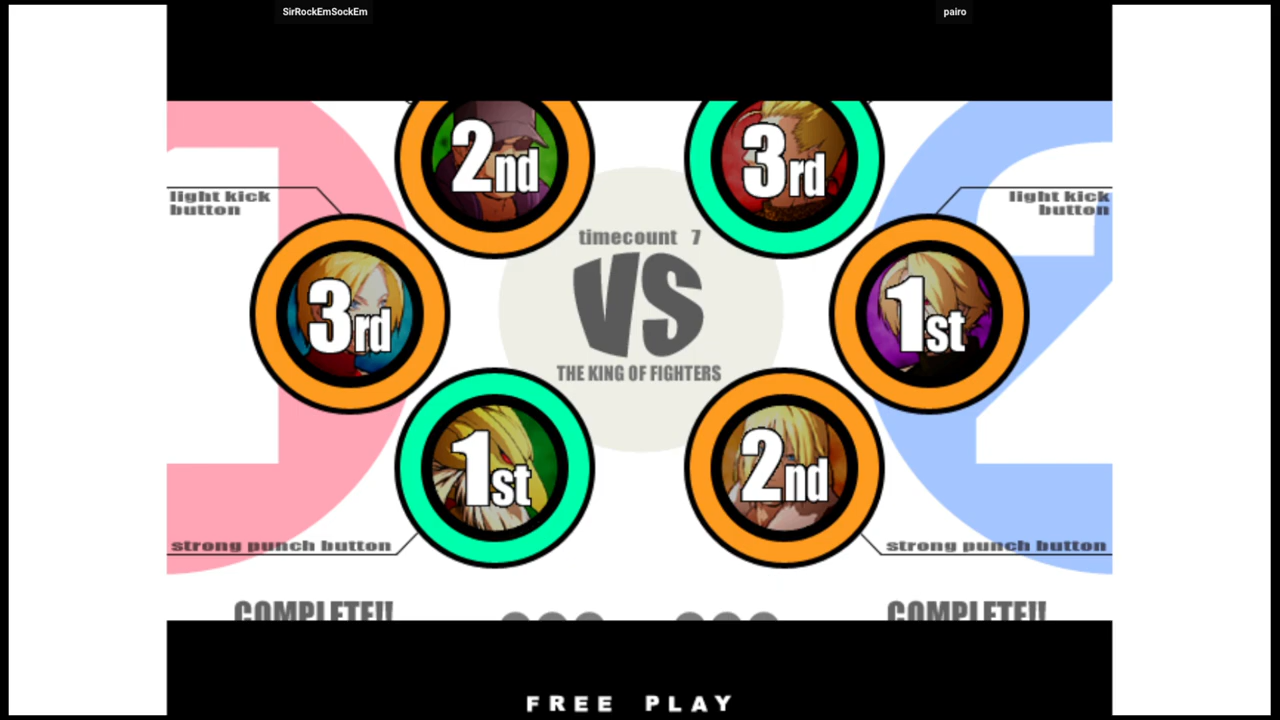 SirRockEmSockEm
pairo
2nd
3rd
light kick
button
light kick
button
timecount 7
VS
THE KING OF FIGHTERS
3rd
1st
1st
2nd
strong punch button
strong punch button
COMPLETE!!
COMPLETE!!
FREE PLAY